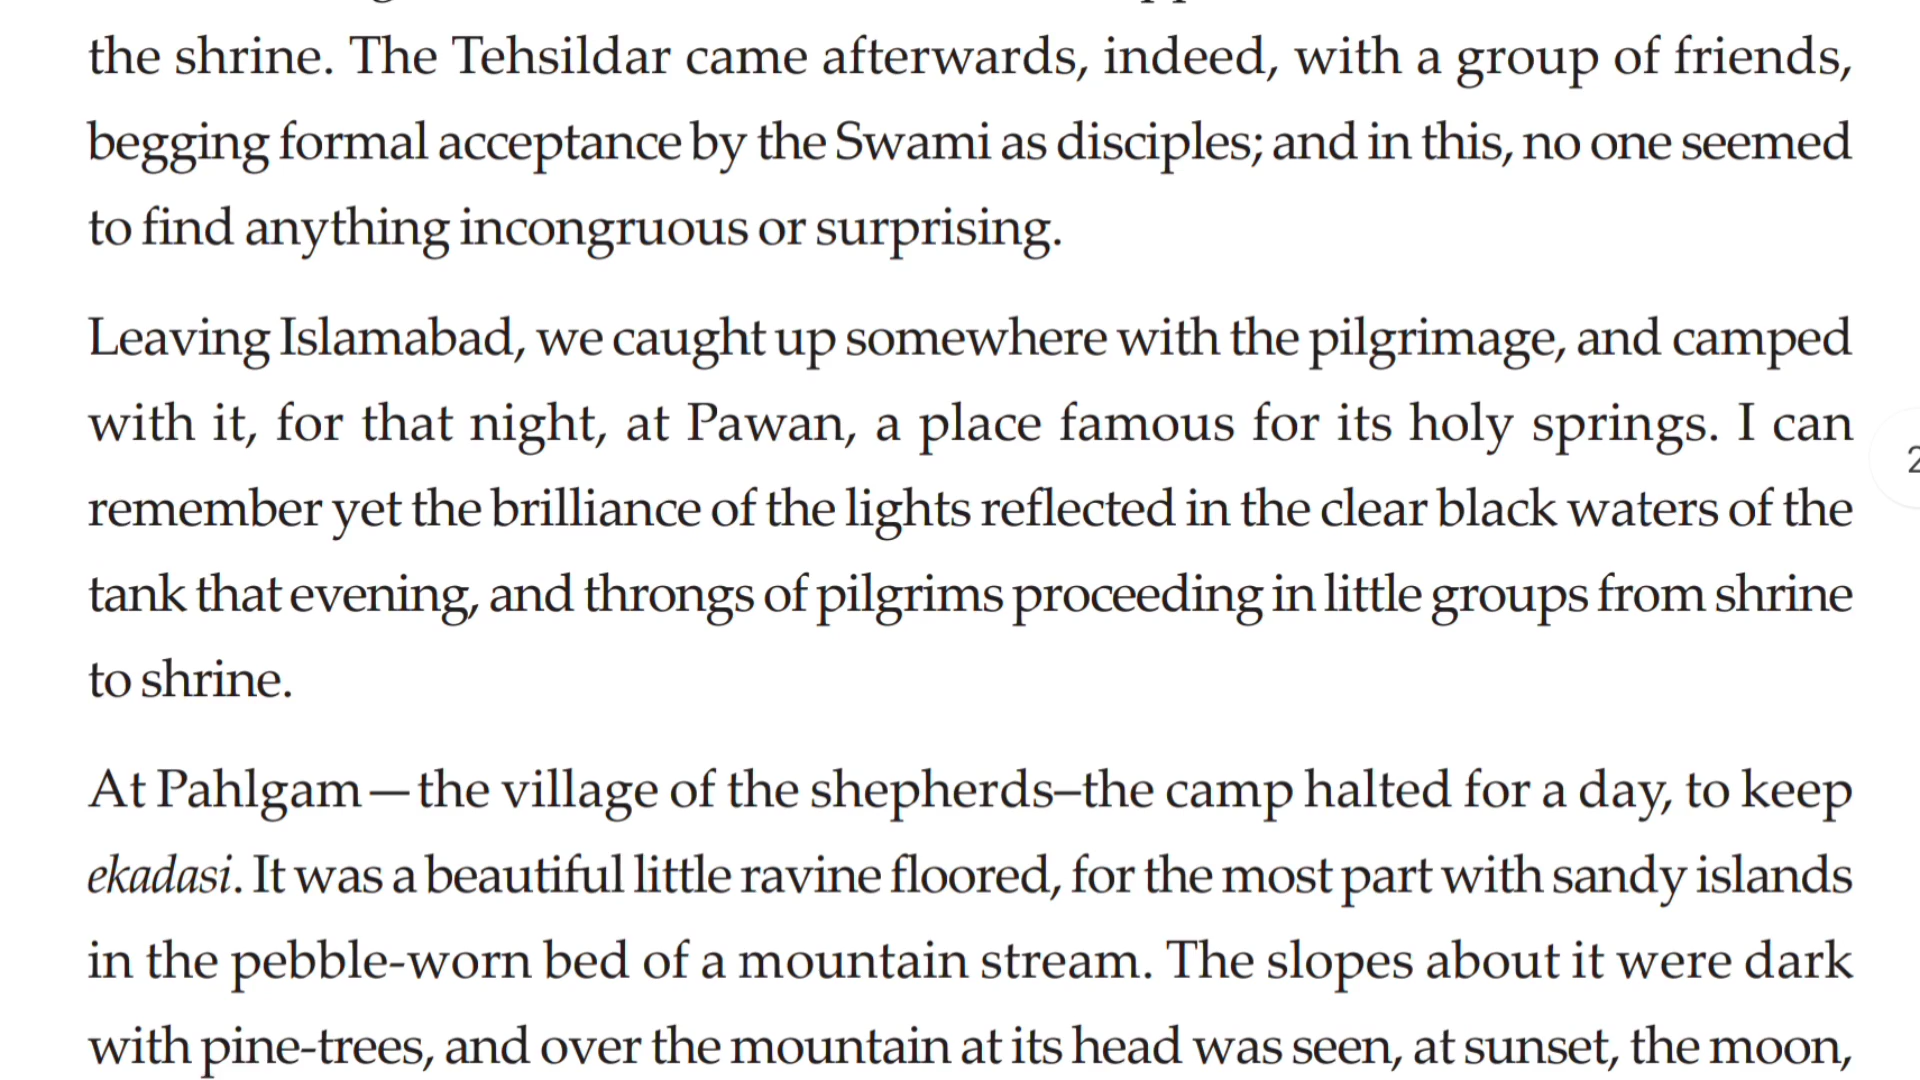 the shrine. The Tehsildar came afterwards, indeed, with a group of friends,
begging formal acceptance by the Swami as disciples; and in this, no one seemed
to find anything incongruous or surprising.
Leaving Islamabad, we caught up somewhere with the pilgrimage, and camped
with it, for that night, at Pawan, a place famous for its holy springs. I can
remember yet the brilliance of the lights reflected in the clear black waters of the
tank that evening, and throngs of pilgrims proceeding in little groups from shrine
to shrine.
At Pahlgam—the village of the shepherds–the camp halted for a day, to keep
ekadasi. It was a beautiful little ravine floored, for the most part with sandy islands
in the pebble-worn bed of a mountain stream. The slopes about it were dark
with pine-trees, and over the mountain at its head was seen, at sunset, the moon,